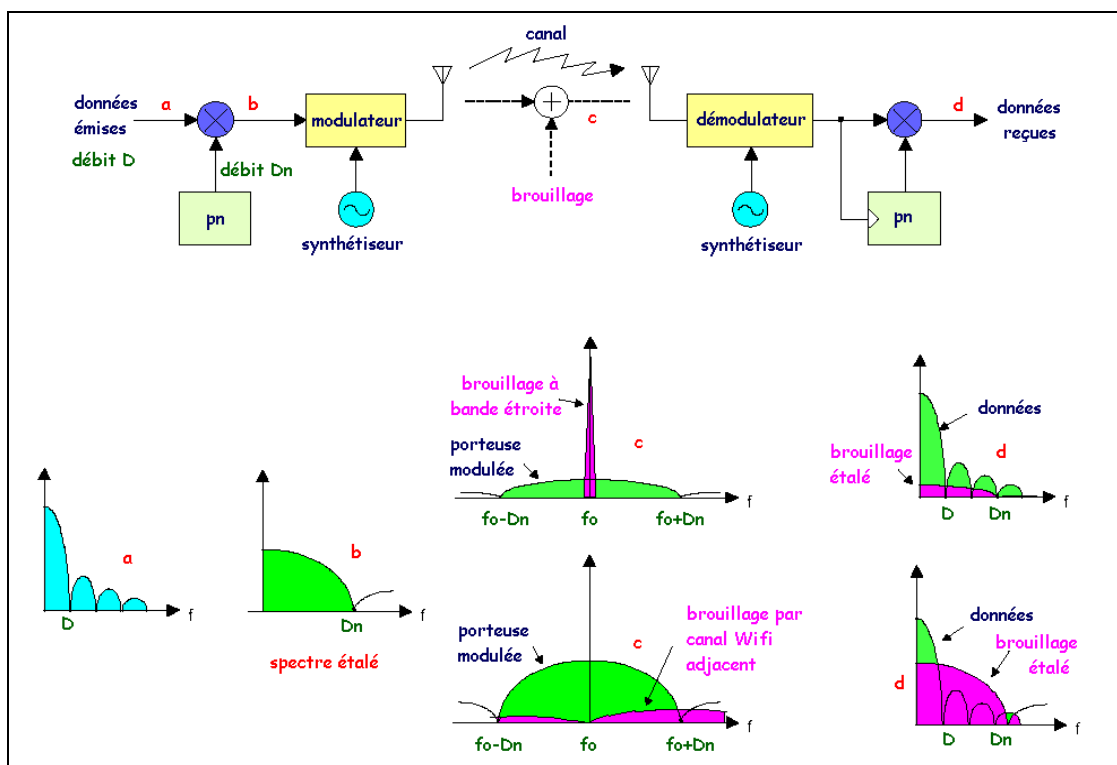 canal
données
émises
a
b
débit D
débit Dn
pn
modulateur
synthétiseur
c
brouillage
démodulateur
synthétiseur
pn
d
données
reçues
a
D
f
b
Dn
f
spectre étalé
brouillage à
bande étroite
porteuse
modulée
c
fo-Dn
fo
fo+Dn
f
données
brouillage
étalé
d
D
Dn
f
porteuse
modulée
c
brouillage par
canal Wifi
adjacent
fo-Dn
fo
fo+Dn
f
données
brouillage
étalé
d
D
Dn
f